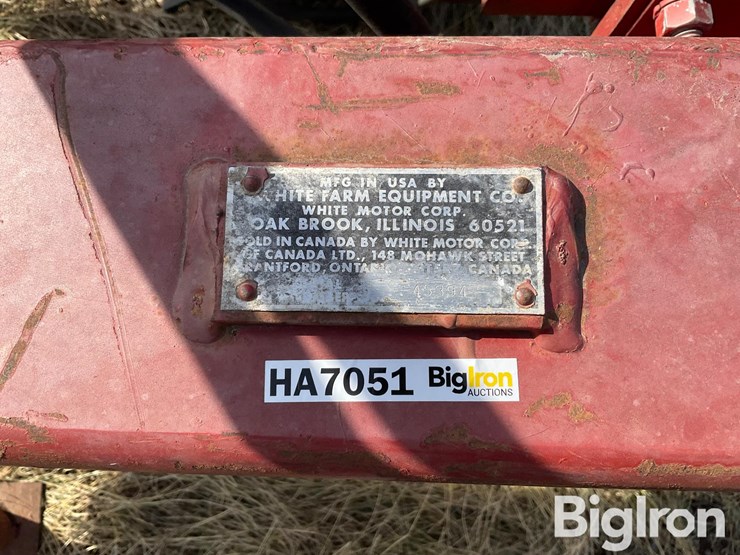 MFG IN USA BY
WHITE FARM EQUIPMENT CO.
WHITE MOTOR CORP.
OAK BROOK, ILLINOIS 60521
SOLD IN CANADA BY WHITE MOTOR CORP.
OF CANADA LTD., 148 MOHAWK STREET
BRANTFORD, ONTARIO CANADA
HA7051 BigIron
AUCTIONS
BigIron